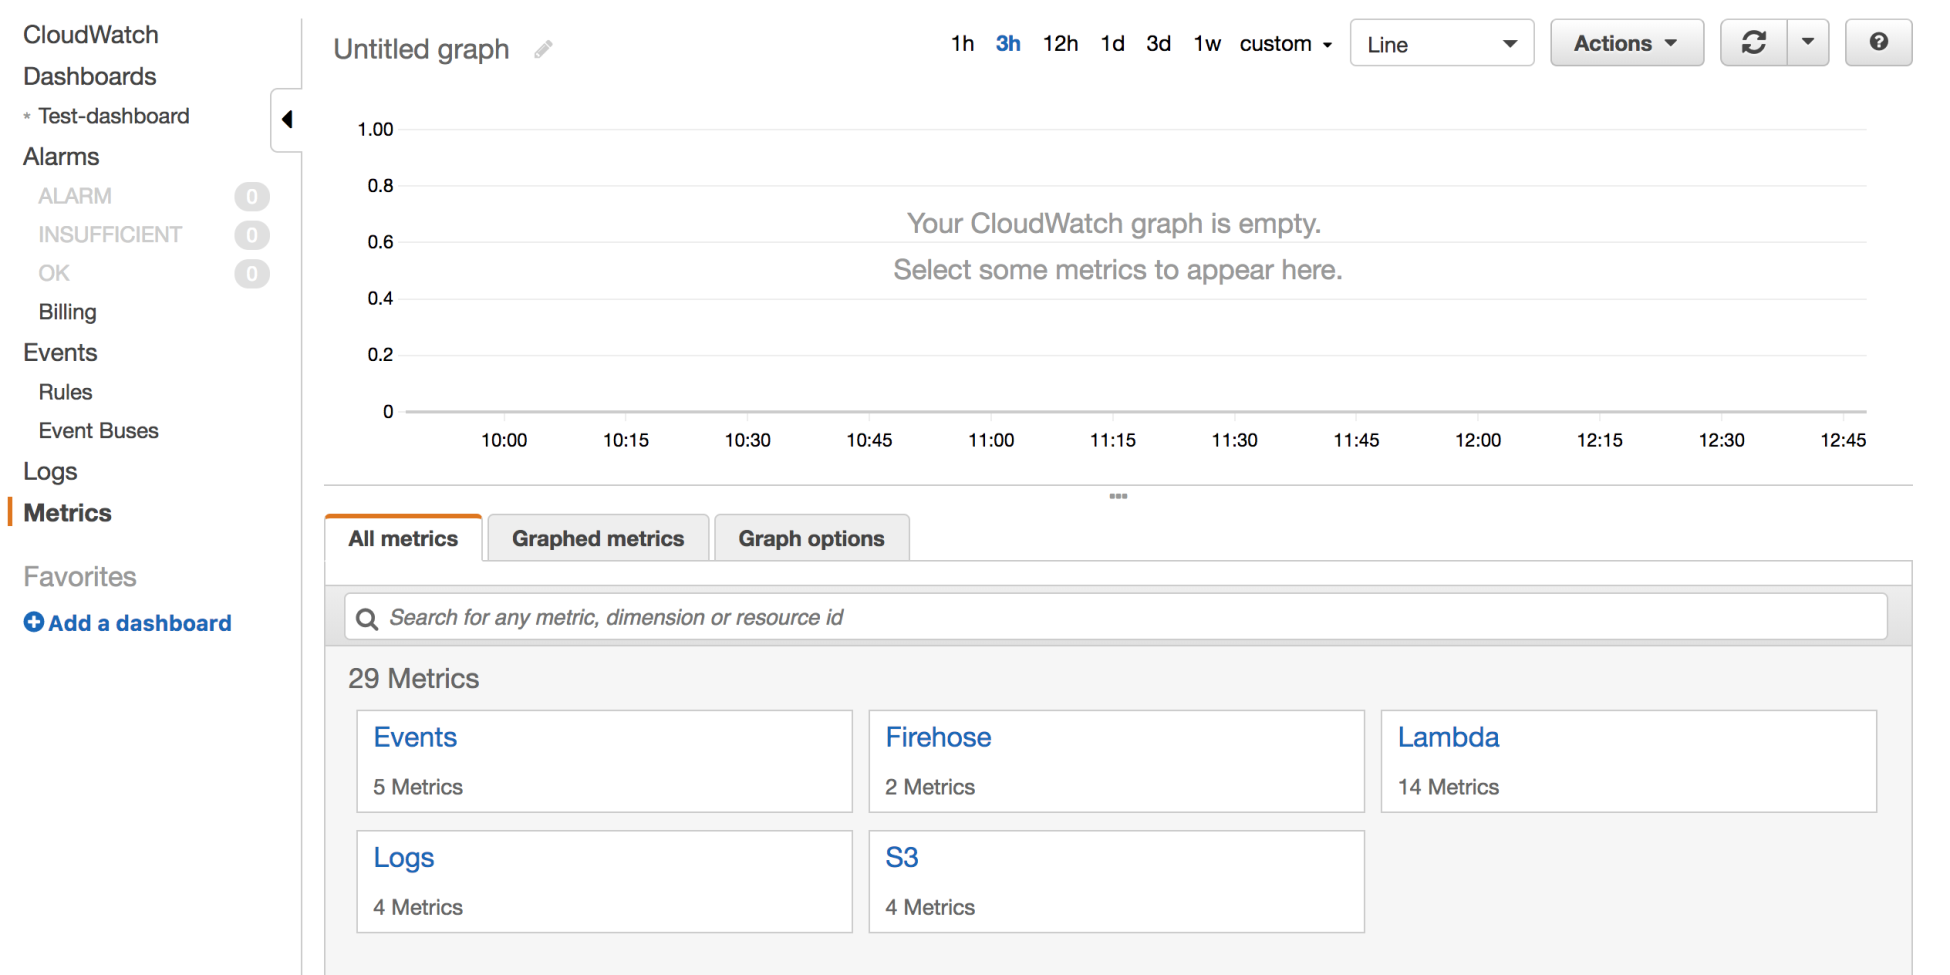 CloudWatch
Dashboards
* Test-dashboard
Alarms
ALARM 0
INSUFFICIENT 0
OK 0
Billing
Events
Rules
Event Buses
Logs
Metrics
Favorites
Add a dashboard
Untitled graph
1h 3h 12h 1d 3d 1w custom
Line
Actions
?
1.00
0.8
0.6
0.4
0.2
0
Your CloudWatch graph is empty.
Select some metrics to appear here.
10:00 10:15 10:30 10:45 11:00 11:15 11:30 11:45 12:00 12:15 12:30 12:45
All metrics
Graphed metrics
Graph options
Search for any metric, dimension or resource id
29 Metrics
Events
5 Metrics
Firehose
2 Metrics
Lambda
14 Metrics
Logs
4 Metrics
S3
4 Metrics